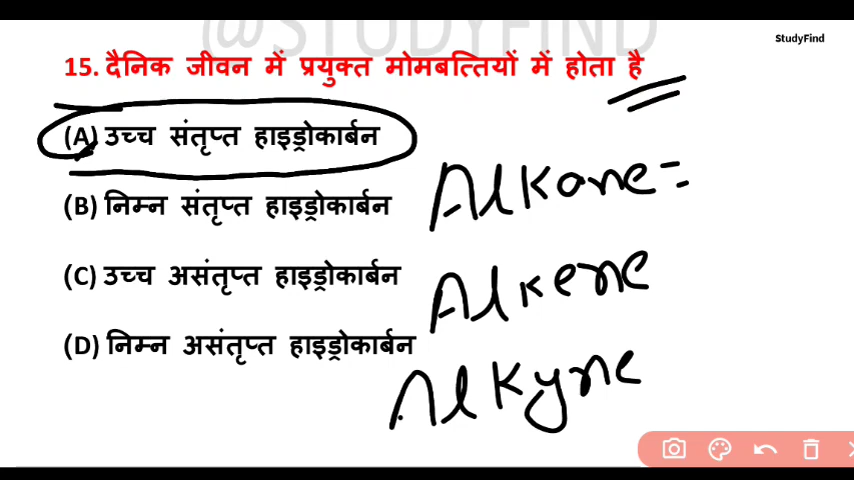 @STUDYFIND
StudyFind
15. दैनिक जीवन में प्रयुक्त मोमबत्तियों में होता है
(A) उच्च संतृप्त हाइड्रोकार्बन
Alkane =
(B) निम्न संतृप्त हाइड्रोकार्बन
(C) उच्च असंतृप्त हाइड्रोकार्बन
Alkene
(D) निम्न असंतृप्त हाइड्रोकार्बन
Alkyne